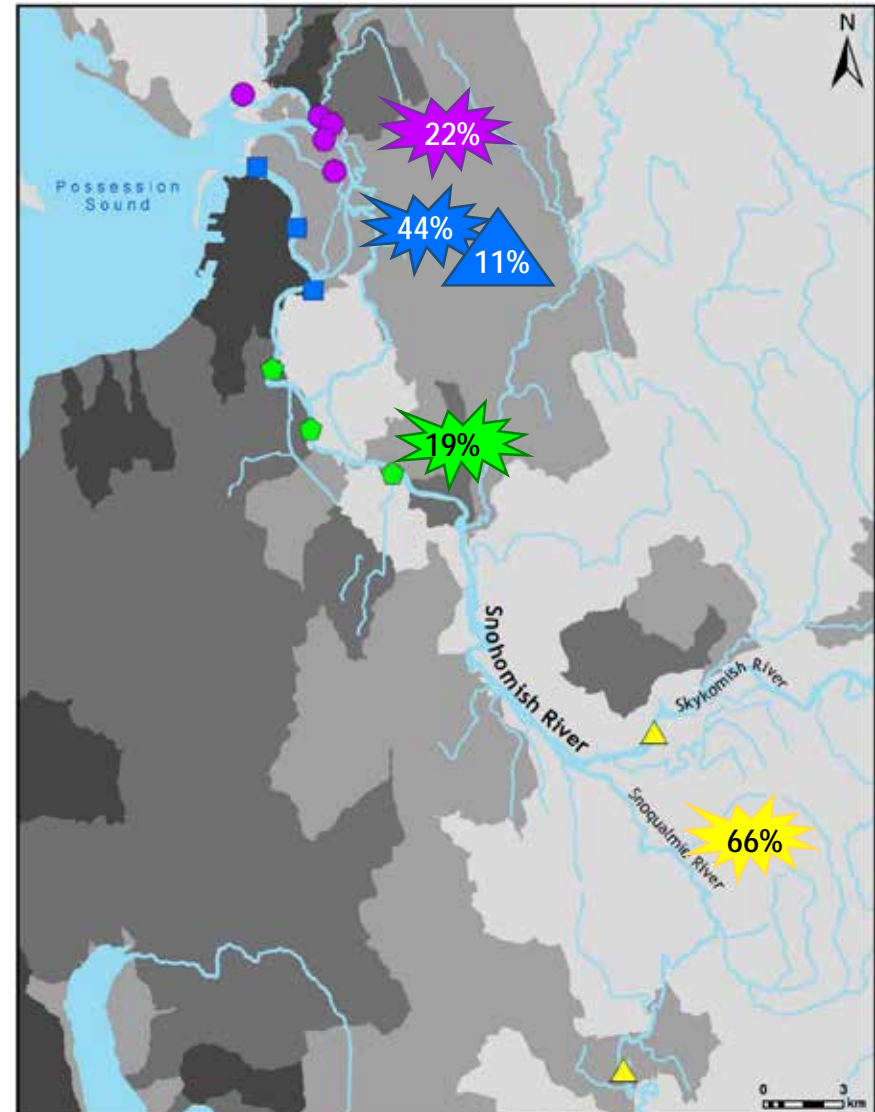 N
22%
Possession
Sound
44%
11%
19%
Snohomish River
Skykomish River
Snoqualmie River
66%
0 3
km